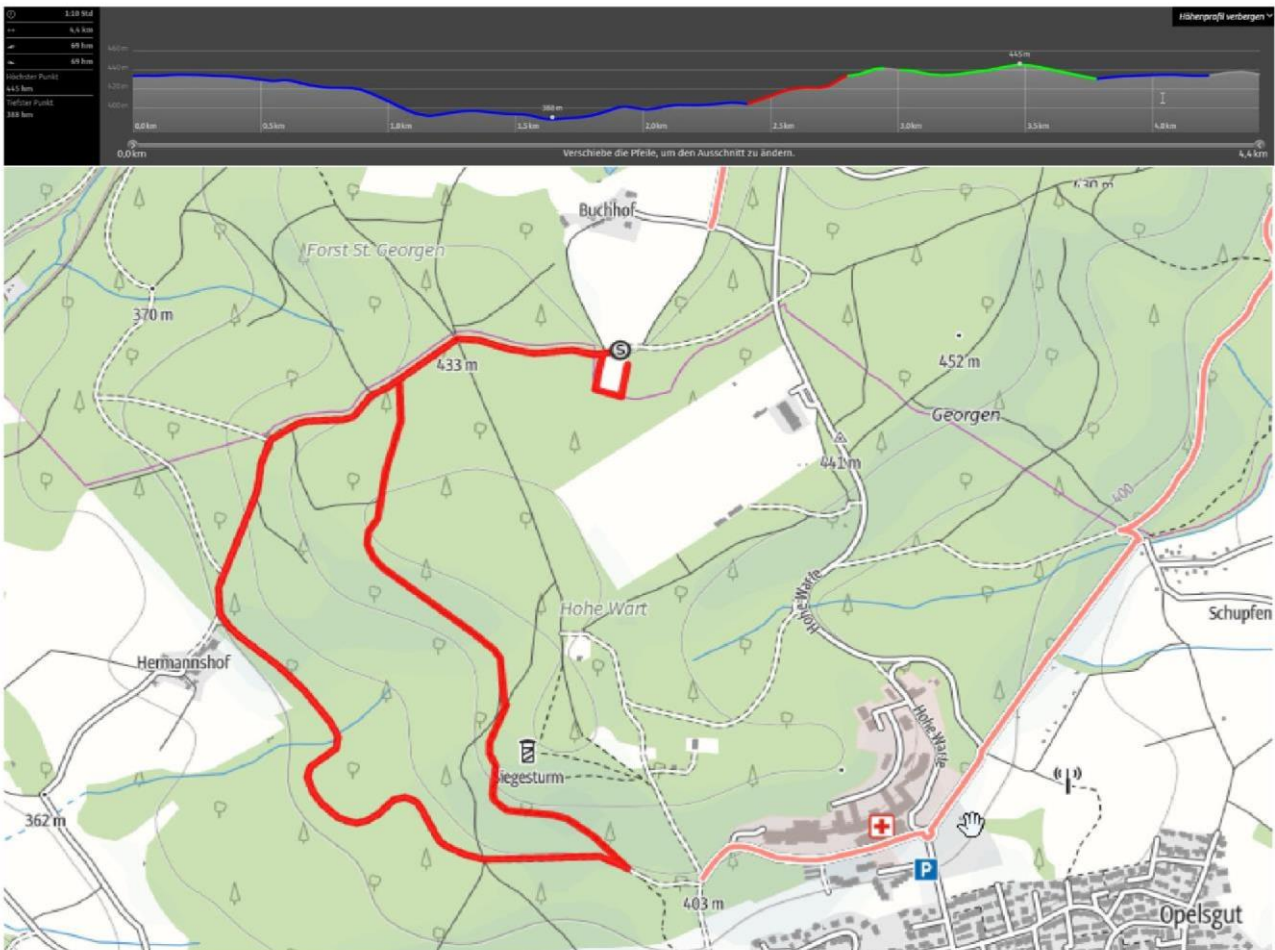 1:10 Std
4,4 km
69 hm
69 hm
Höchster Punkt
445 hm
Tiefster Punkt
388 hm
Höhenprofil verbergen
460 m
440 m
420 m
400 m
388 m
445 m
0,0 km
0,5 km
1,0 km
1,5 km
2,0 km
2,5 km
3,0 km
3,5 km
4,0 km
0,0 km
Verschiebe die Pfeile, um den Ausschnitt zu ändern.
4,4 km
430 m
Buchhof
Forst St. Georgen
370 m
S
433 m
452 m
Georgen
441 m
400
Hohe Warte
Hohe Wart
Schupfen
Hermannshof
Hohe Warte
Siegesturm
362 m
P
403 m
Opelsgut